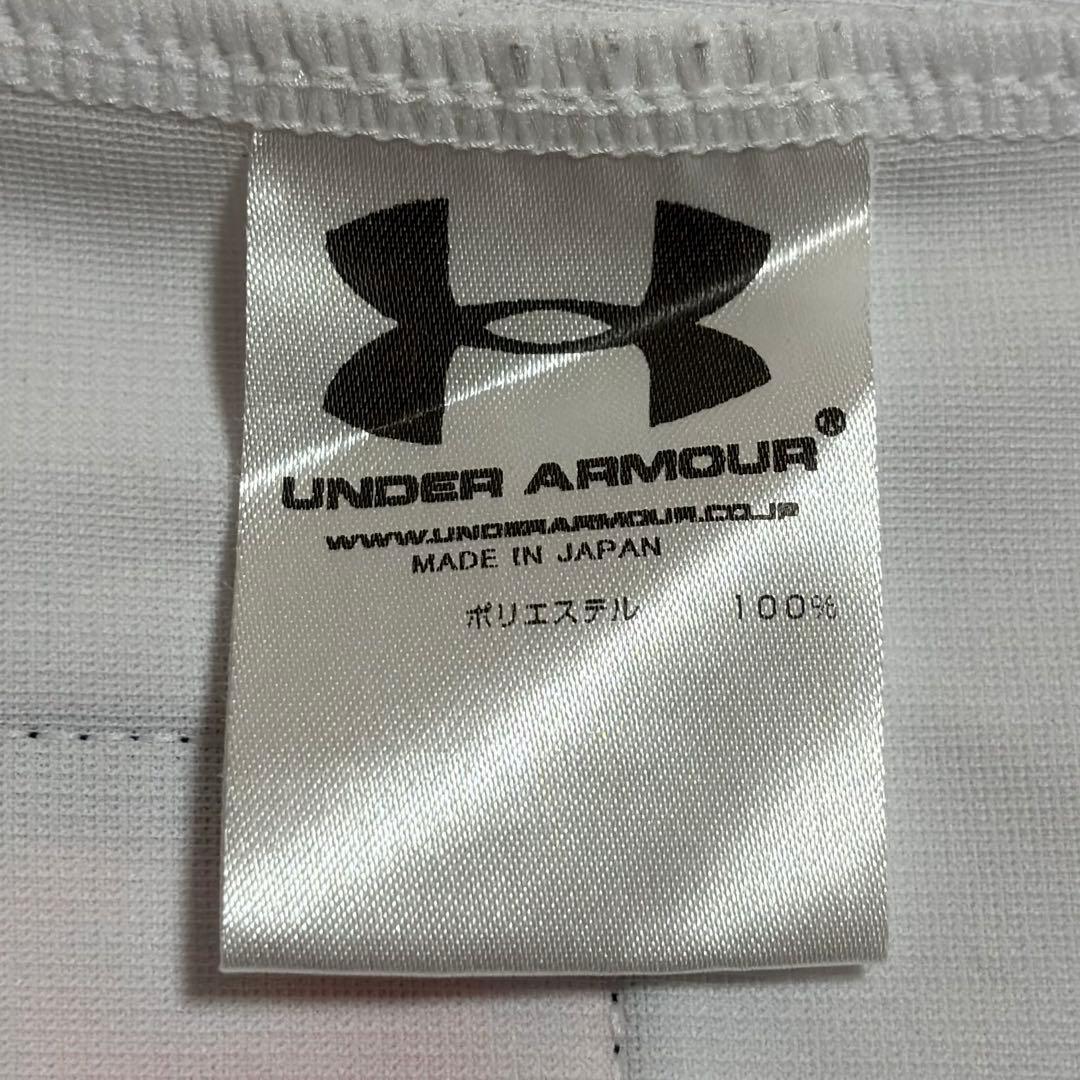 UNDER ARMOUR®
WWW.UNDERARMOUR.CO.JP
MADE IN JAPAN
ポリエステル 100%